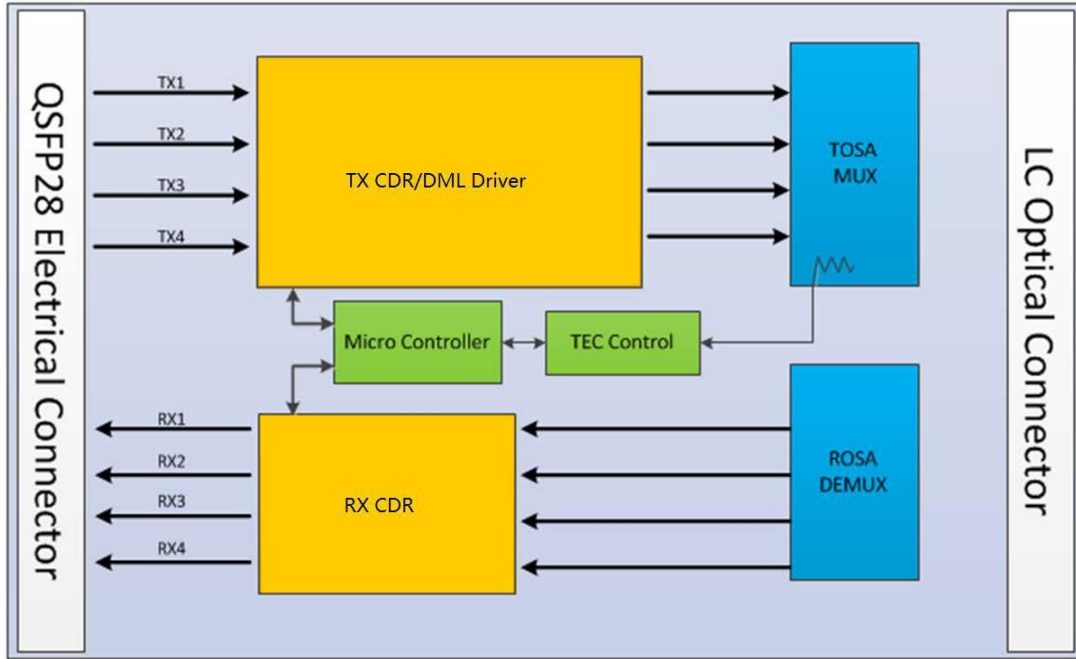 QSFP28 Electrical Connector
TX1
TX2
TX3
TX4
TX CDR/DML Driver
TOSA
MUX
LC Optical Connector
Micro Controller
TEC Control
RX1
RX2
RX3
RX4
RX CDR
ROSA
DEMUX